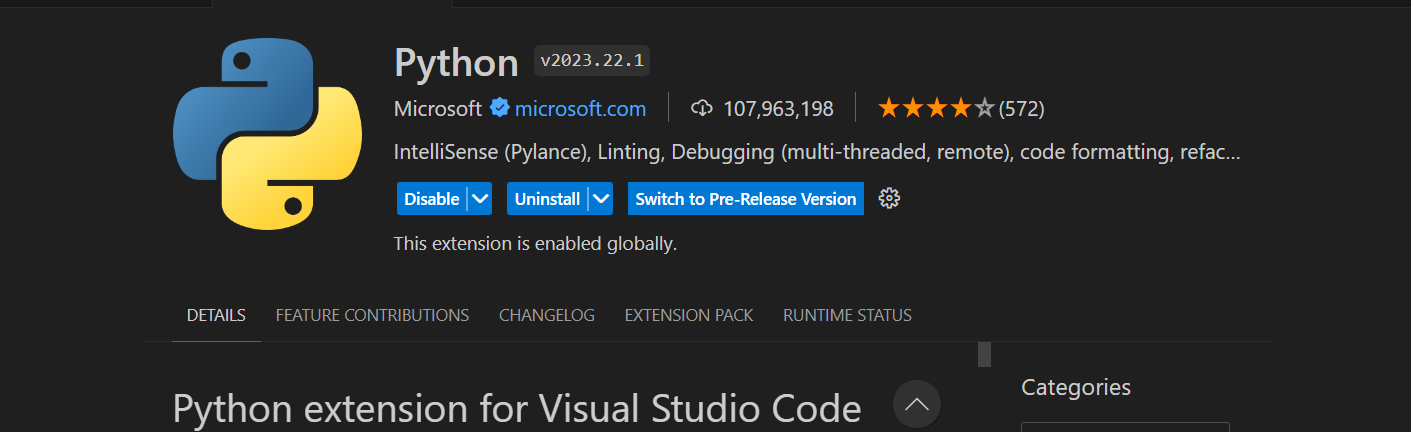 Python v2023.22.1
Microsoft microsoft.com 107,963,198 (572)
IntelliSense (Pylance), Linting, Debugging (multi-threaded, remote), code formatting, refac...
Disable Uninstall Switch to Pre-Release Version
This extension is enabled globally.
DETAILS FEATURE CONTRIBUTIONS CHANGELOG EXTENSION PACK RUNTIME STATUS
Python extension for Visual Studio Code
Categories